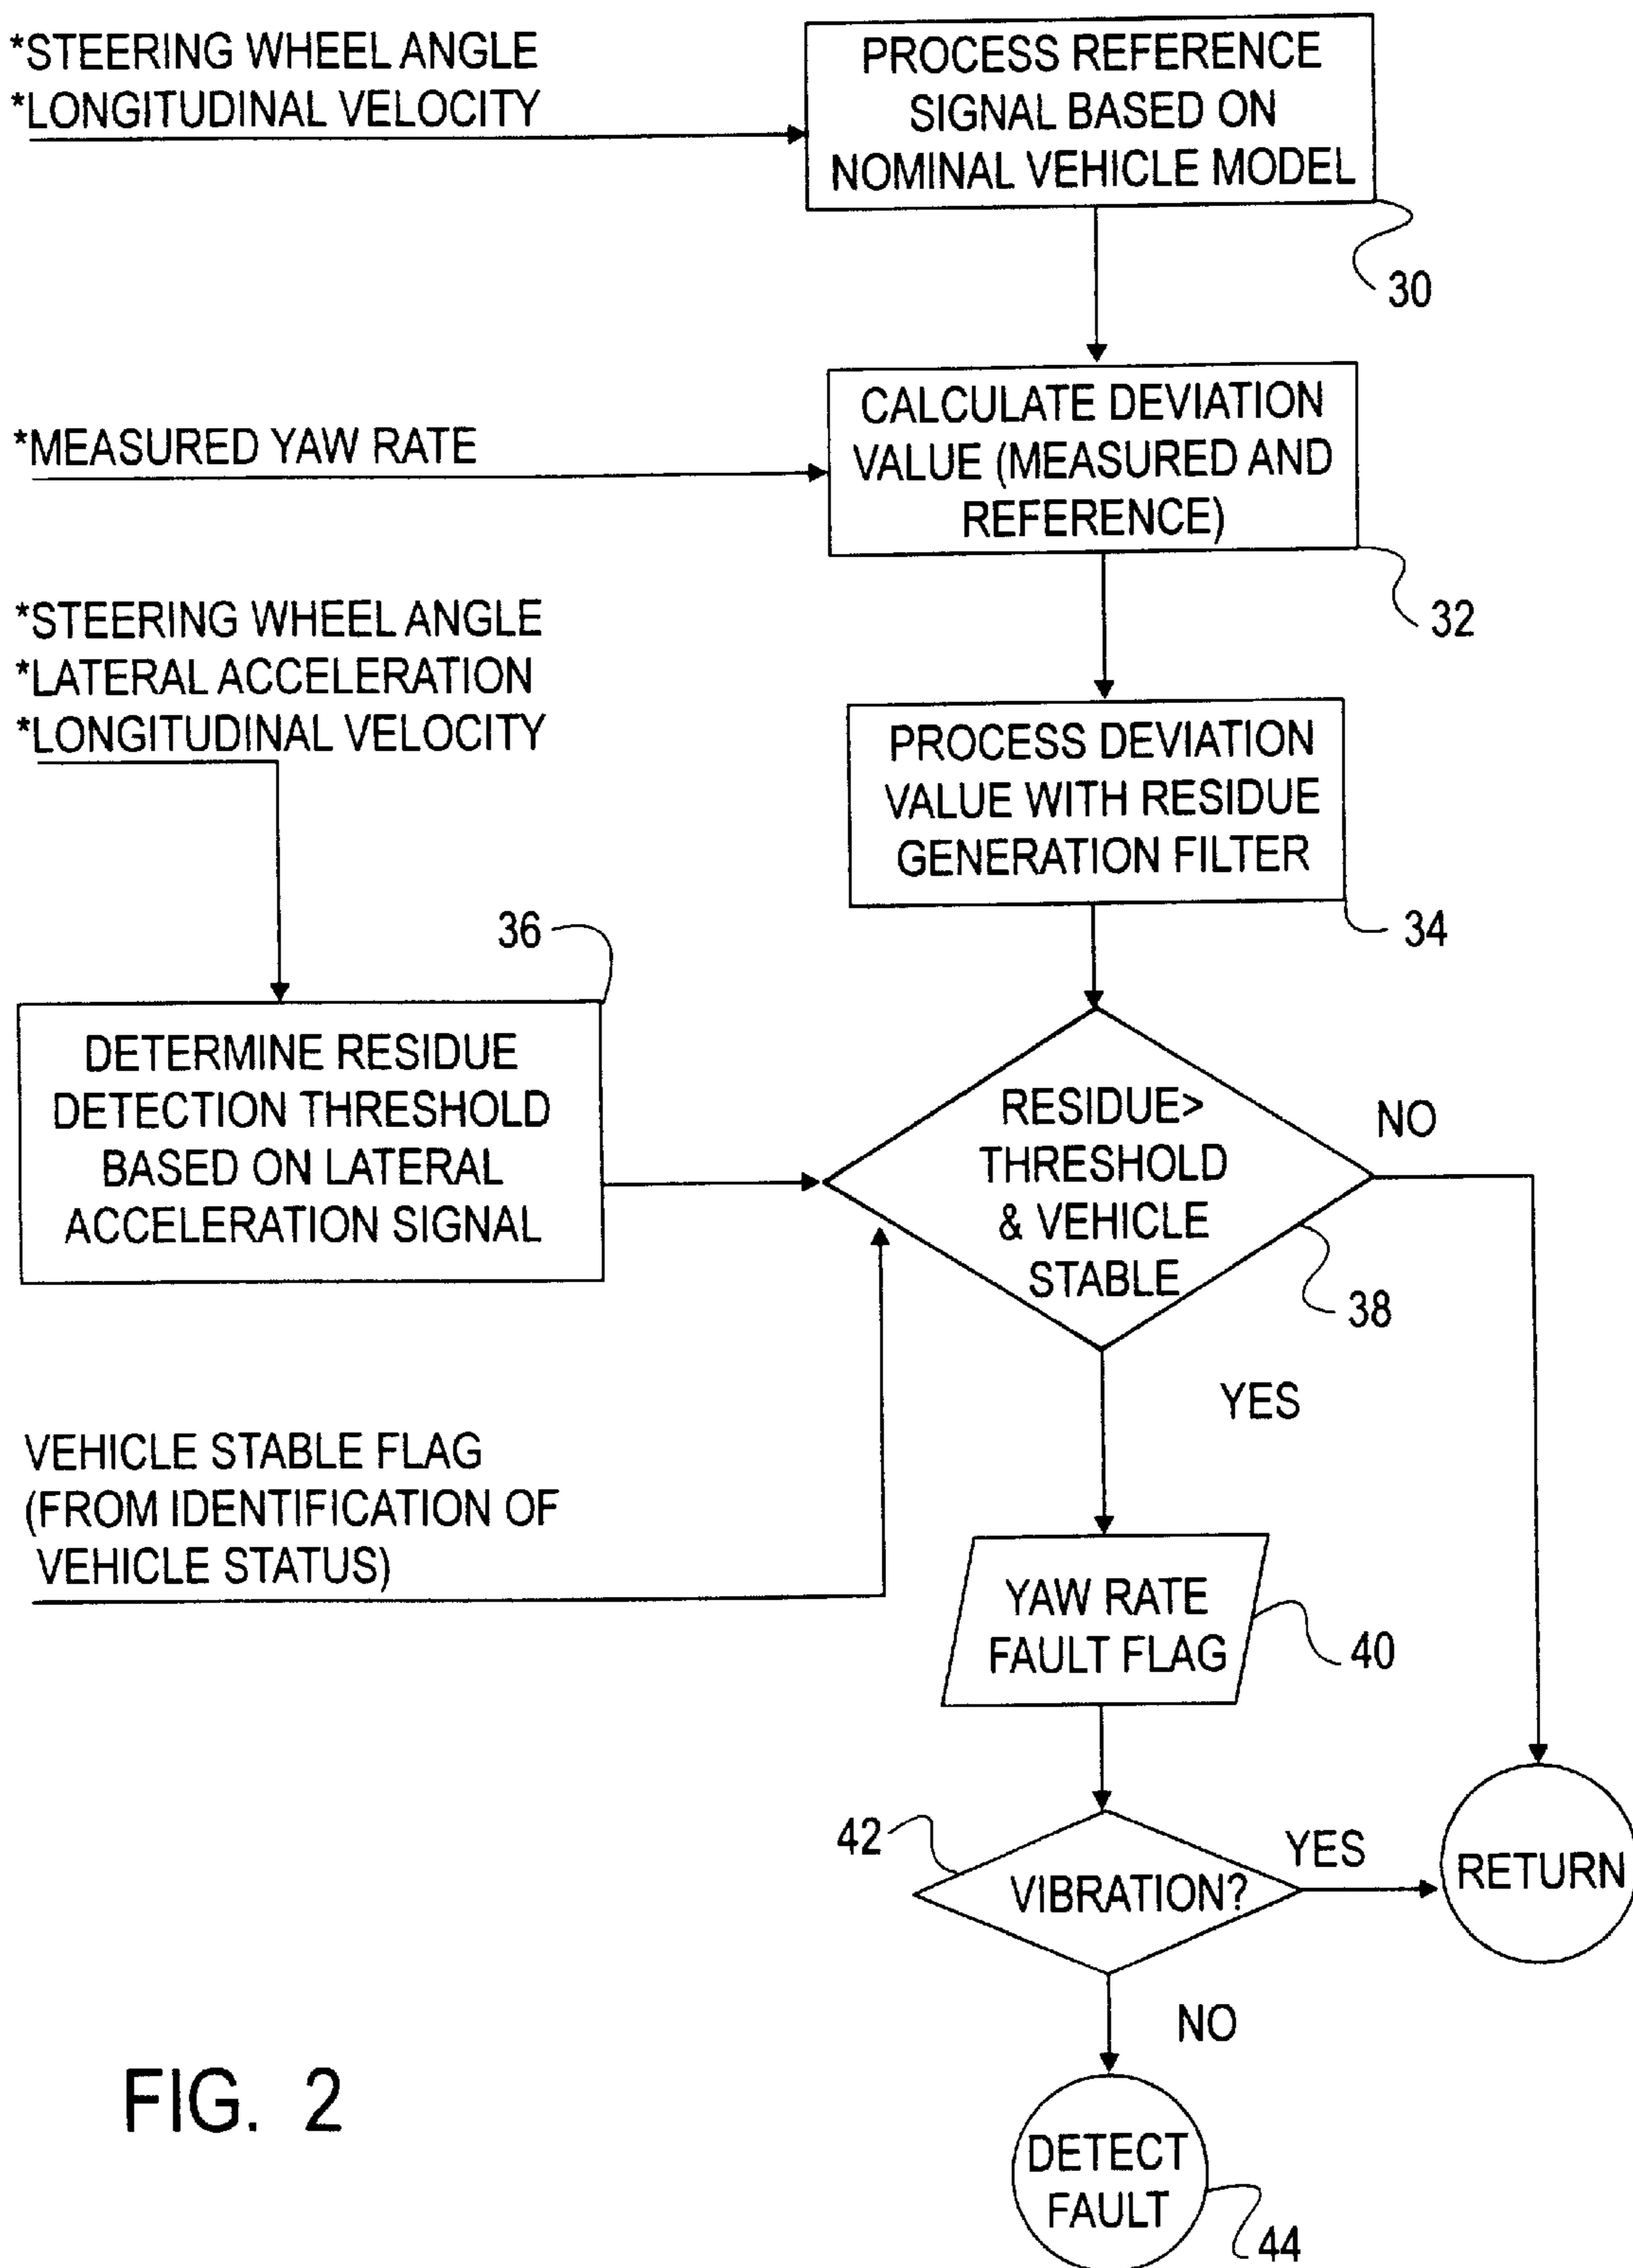 *STEERING WHEEL ANGLE
*LONGITUDINAL VELOCITY
PROCESS REFERENCE
SIGNAL BASED ON
NOMINAL VEHICLE MODEL
30
*MEASURED YAW RATE
CALCULATE DEVIATION
VALUE (MEASURED AND
REFERENCE)
32
*STEERING WHEEL ANGLE
*LATERAL ACCELERATION
*LONGITUDINAL VELOCITY
PROCESS DEVIATION
VALUE WITH RESIDUE
GENERATION FILTER
34
36
DETERMINE RESIDUE
DETECTION THRESHOLD
BASED ON LATERAL
ACCELERATION SIGNAL
RESIDUE>
THRESHOLD
& VEHICLE
STABLE
NO
38
YES
VEHICLE STABLE FLAG
(FROM IDENTIFICATION OF
VEHICLE STATUS)
YAW RATE
FAULT FLAG
40
42
VIBRATION?
YES
RETURN
NO
DETECT
FAULT
44
FIG. 2